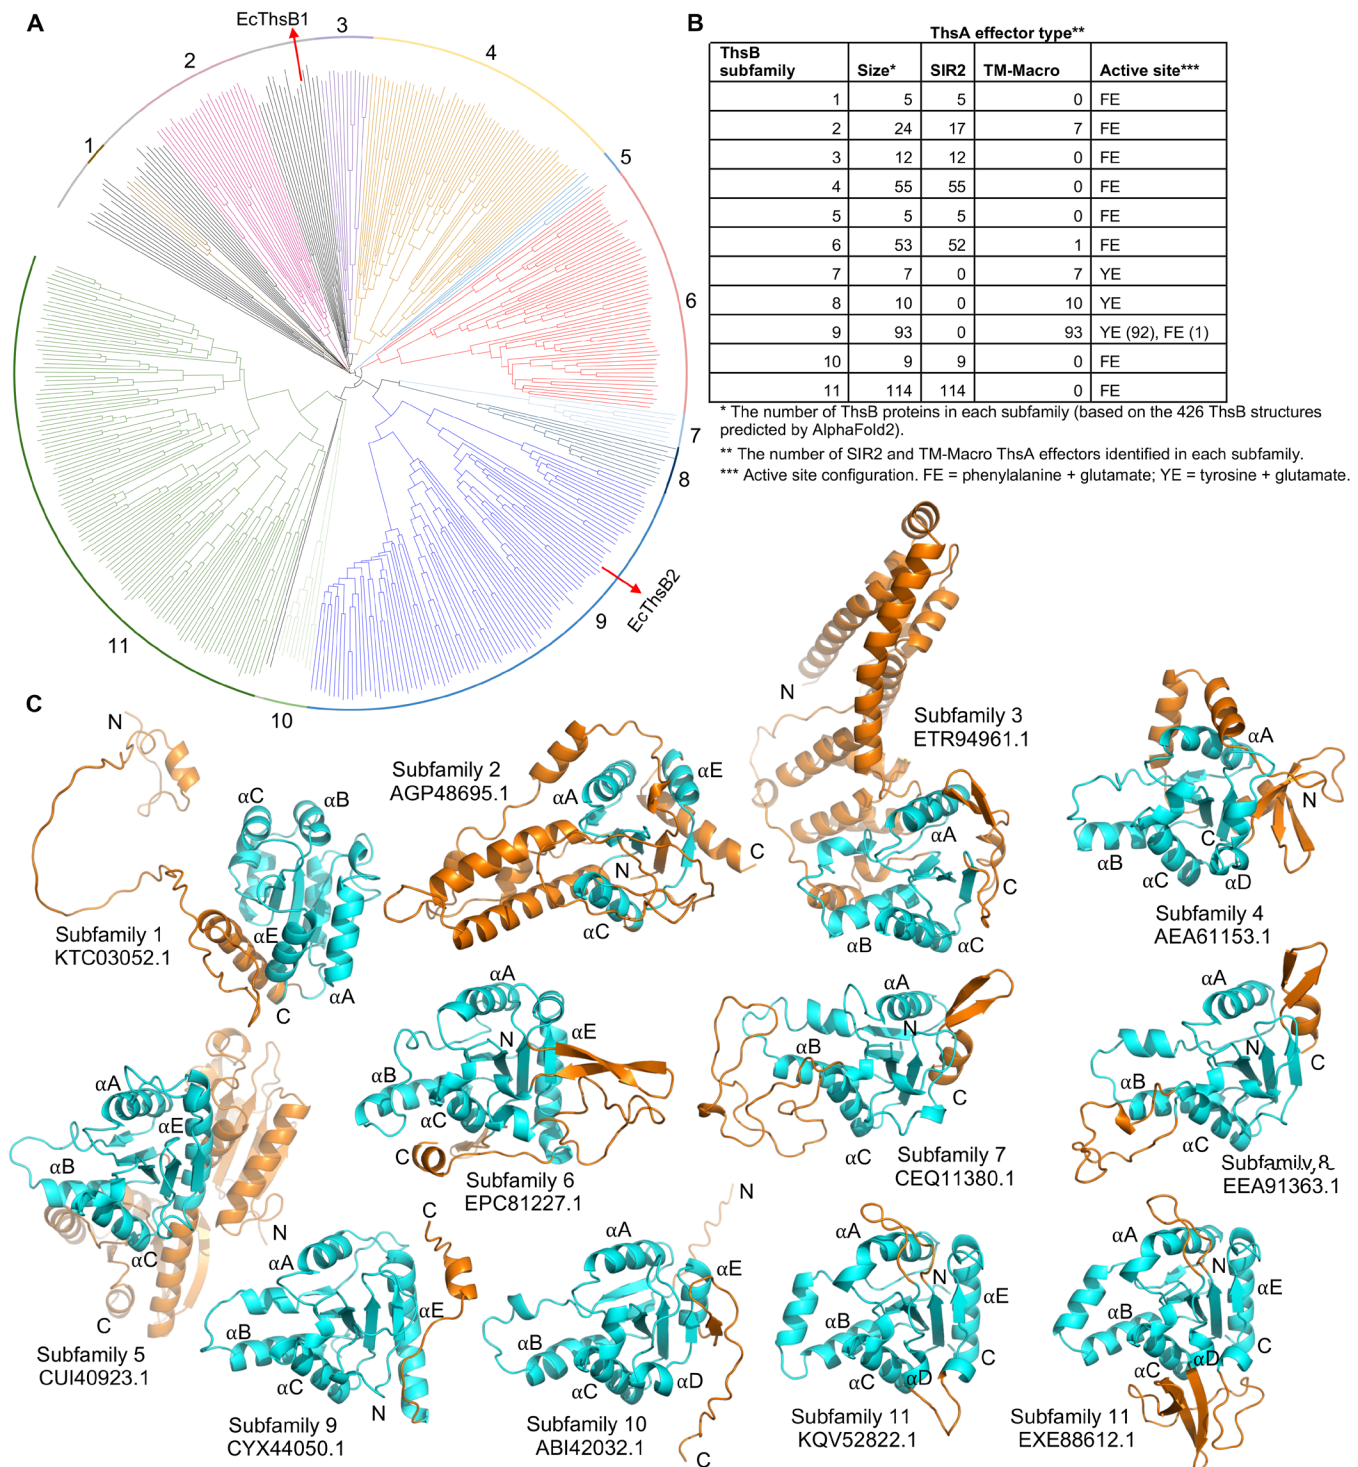 A
EcThsB1
1
2
3
4
5
6
7
8
9
10
11
EcThsB2
B
ThsA effector type**
ThsB subfamily Size* SIR2 TM-Macro Active site***
1 5 5 0 FE
2 24 17 7 FE
3 12 12 0 FE
4 55 55 0 FE
5 5 5 0 FE
6 53 52 1 FE
7 7 0 7 YE
8 10 0 10 YE
9 93 0 93 YE (92), FE (1)
10 9 9 0 FE
11 114 114 0 FE
* The number of ThsB proteins in each subfamily (based on the 426 ThsB structures
predicted by AlphaFold2).
** The number of SIR2 and TM-Macro ThsA effectors identified in each subfamily.
*** Active site configuration. FE = phenylalanine + glutamate; YE = tyrosine + glutamate.
C
N
αC
αB
αE
αA
C
Subfamily 1
KTC03052.1
Subfamily 2
AGP48695.1
αA
αE
N
C
αC
N
Subfamily 3
ETR94961.1
αA
C
αB
αC
αA
N
C
αB
αC
αD
Subfamily 4
AEA61153.1
αA
αE
αB
αC
N
C
Subfamily 5
CUI40923.1
αA
N
αE
αB
αC
C
Subfamily 6
EPC81227.1
αA
N
αB
C
αC
Subfamily 7
CEQ11380.1
αA
N
C
αB
αC
Subfamily 8
EEA91363.1
C
αA
αE
αB
αC
N
Subfamily 9
CYX44050.1
N
αA
αE
αB
αC
αD
C
Subfamily 10
ABI42032.1
αA
N
αE
αB
αC
αD
C
Subfamily 11
KQV52822.1
αA
N
αE
αB
αC
αD
C
Subfamily 11
EXE88612.1